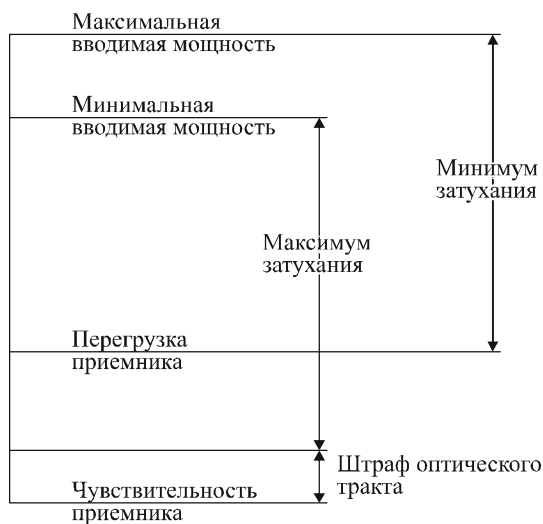 Максимальная
вводимая мощность
Минимальная
вводимая мощность
Минимум
затухания
Максимум
затухания
Перегрузка
приемника
Штраф оптического
тракта
Чувствительность
приемника